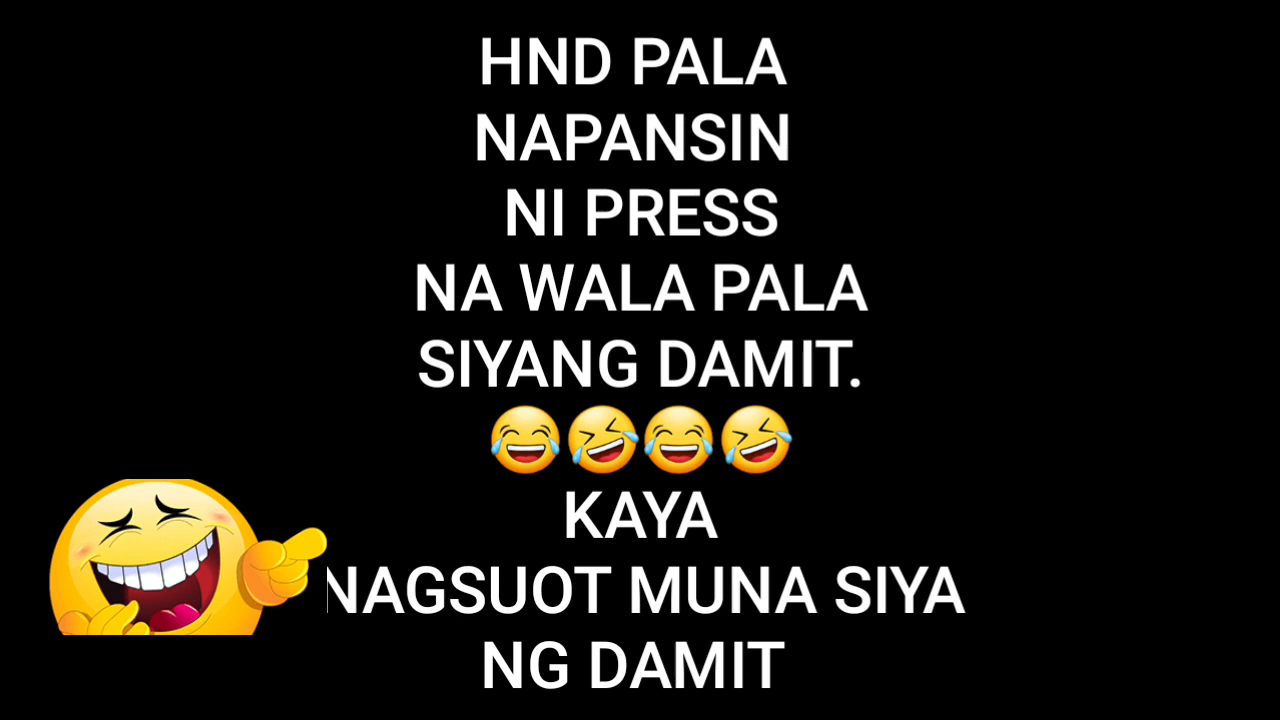 HND PALA
NAPANSIN
NI PRESS
NA WALA PALA
SIYANG DAMIT.
😂🤣😂🤣
KAYA
NAGSUOT MUNA SIYA
NG DAMIT